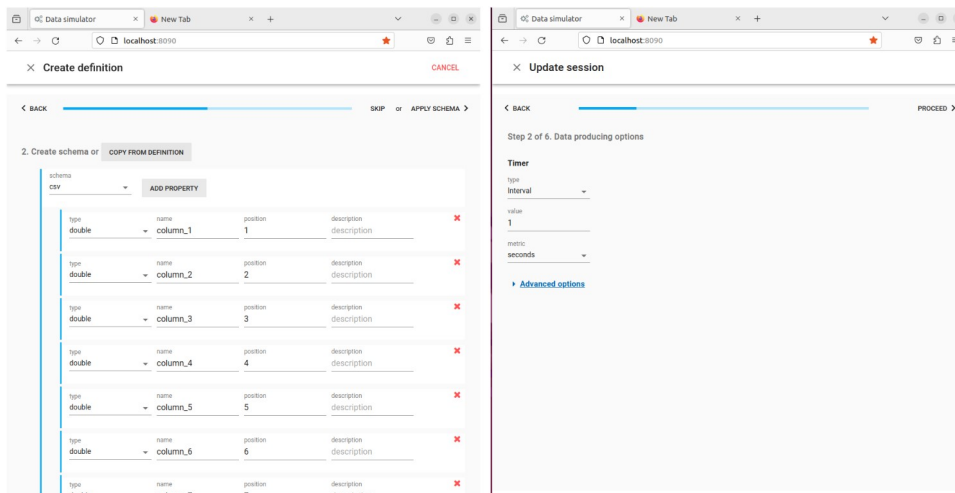 Data simulator × New Tab × +
localhost:8090
× Create definition CANCEL
BACK SKIP or APPLY SCHEMA
2. Create schema or COPY FROM DEFINITION
schema
csv ADD PROPERTY
type name position description
double column_1 1 description
type name position description
double column_2 2 description
type name position description
double column_3 3 description
type name position description
double column_4 4 description
type name position description
double column_5 5 description
type name position description
double column_6 6 description
type name position description
Data simulator × New Tab × +
localhost:8090
× Update session
BACK PROCEED
Step 2 of 6. Data producing options
Timer
type
Interval
value
1
metric
seconds
Advanced options